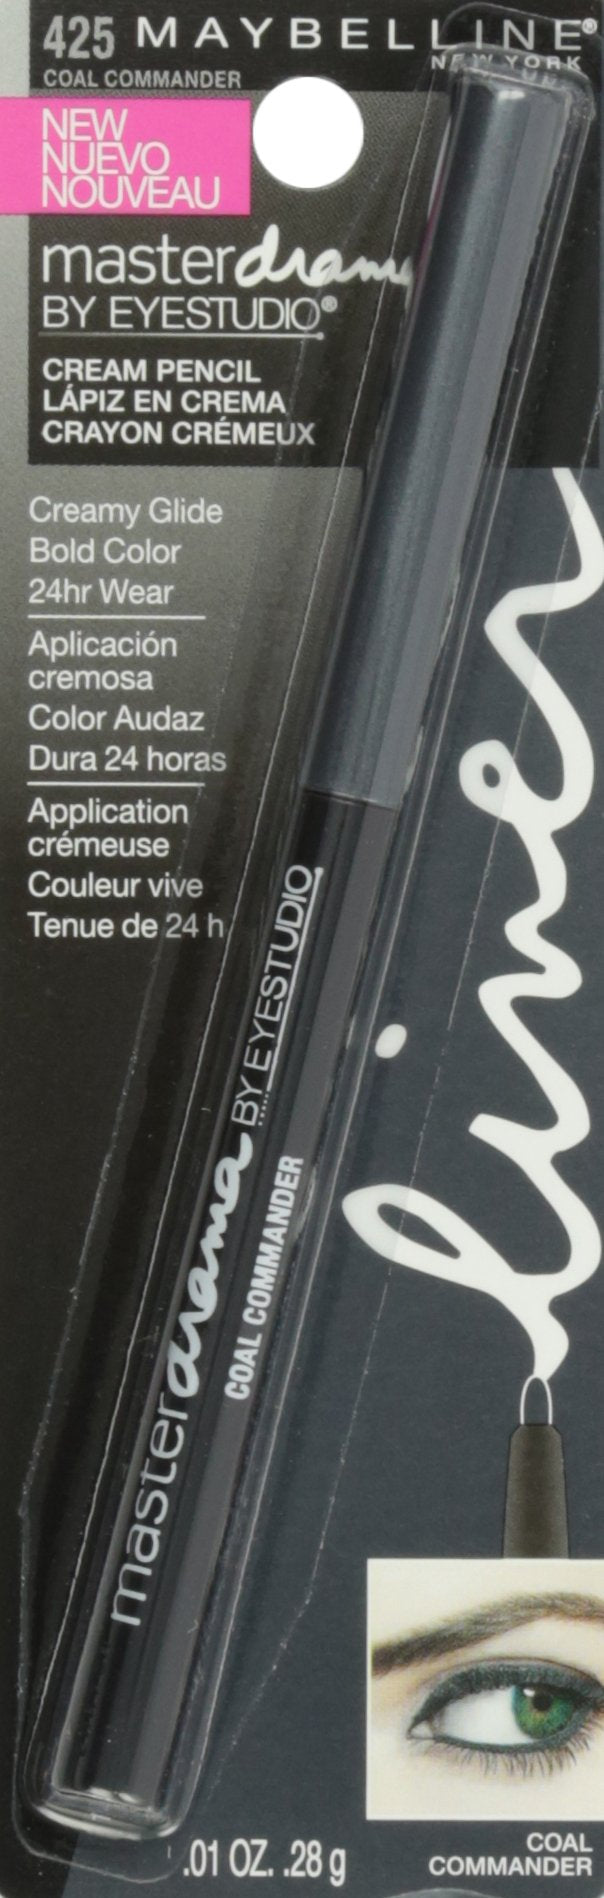 425 MAYBELLINE®
NEW YORK
COAL COMMANDER
NEW
NUEVO
NOUVEAU
masterdrama
BY EYESTUDIO®
CREAM PENCIL
LÁPIZ EN CREMA
CRAYON CRÉMEUX
Creamy Glide
Bold Color
24hr Wear
Aplicación
cremosa
Color Audaz
Dura 24 horas
Application
crémeuse
Couleur vive
Tenue de 24 h
masterdrama BY EYESTUDIO
COAL COMMANDER
liner
.01 OZ. .28 g
COAL
COMMANDER